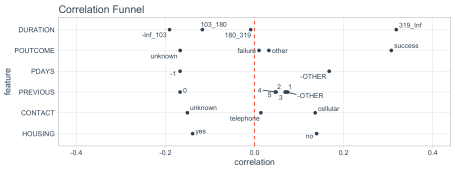 Correlation Funnel
DURATION
-Inf_103
103_180
180_319
319_Inf
POUTCOME
unknown
failure
other
success
PDAYS
-1
-OTHER
PREVIOUS
0
4
5
2
3
1
-OTHER
CONTACT
unknown
telephone
cellular
HOUSING
yes
no
feature
-0.4
-0.2
0.0
0.2
0.4
correlation